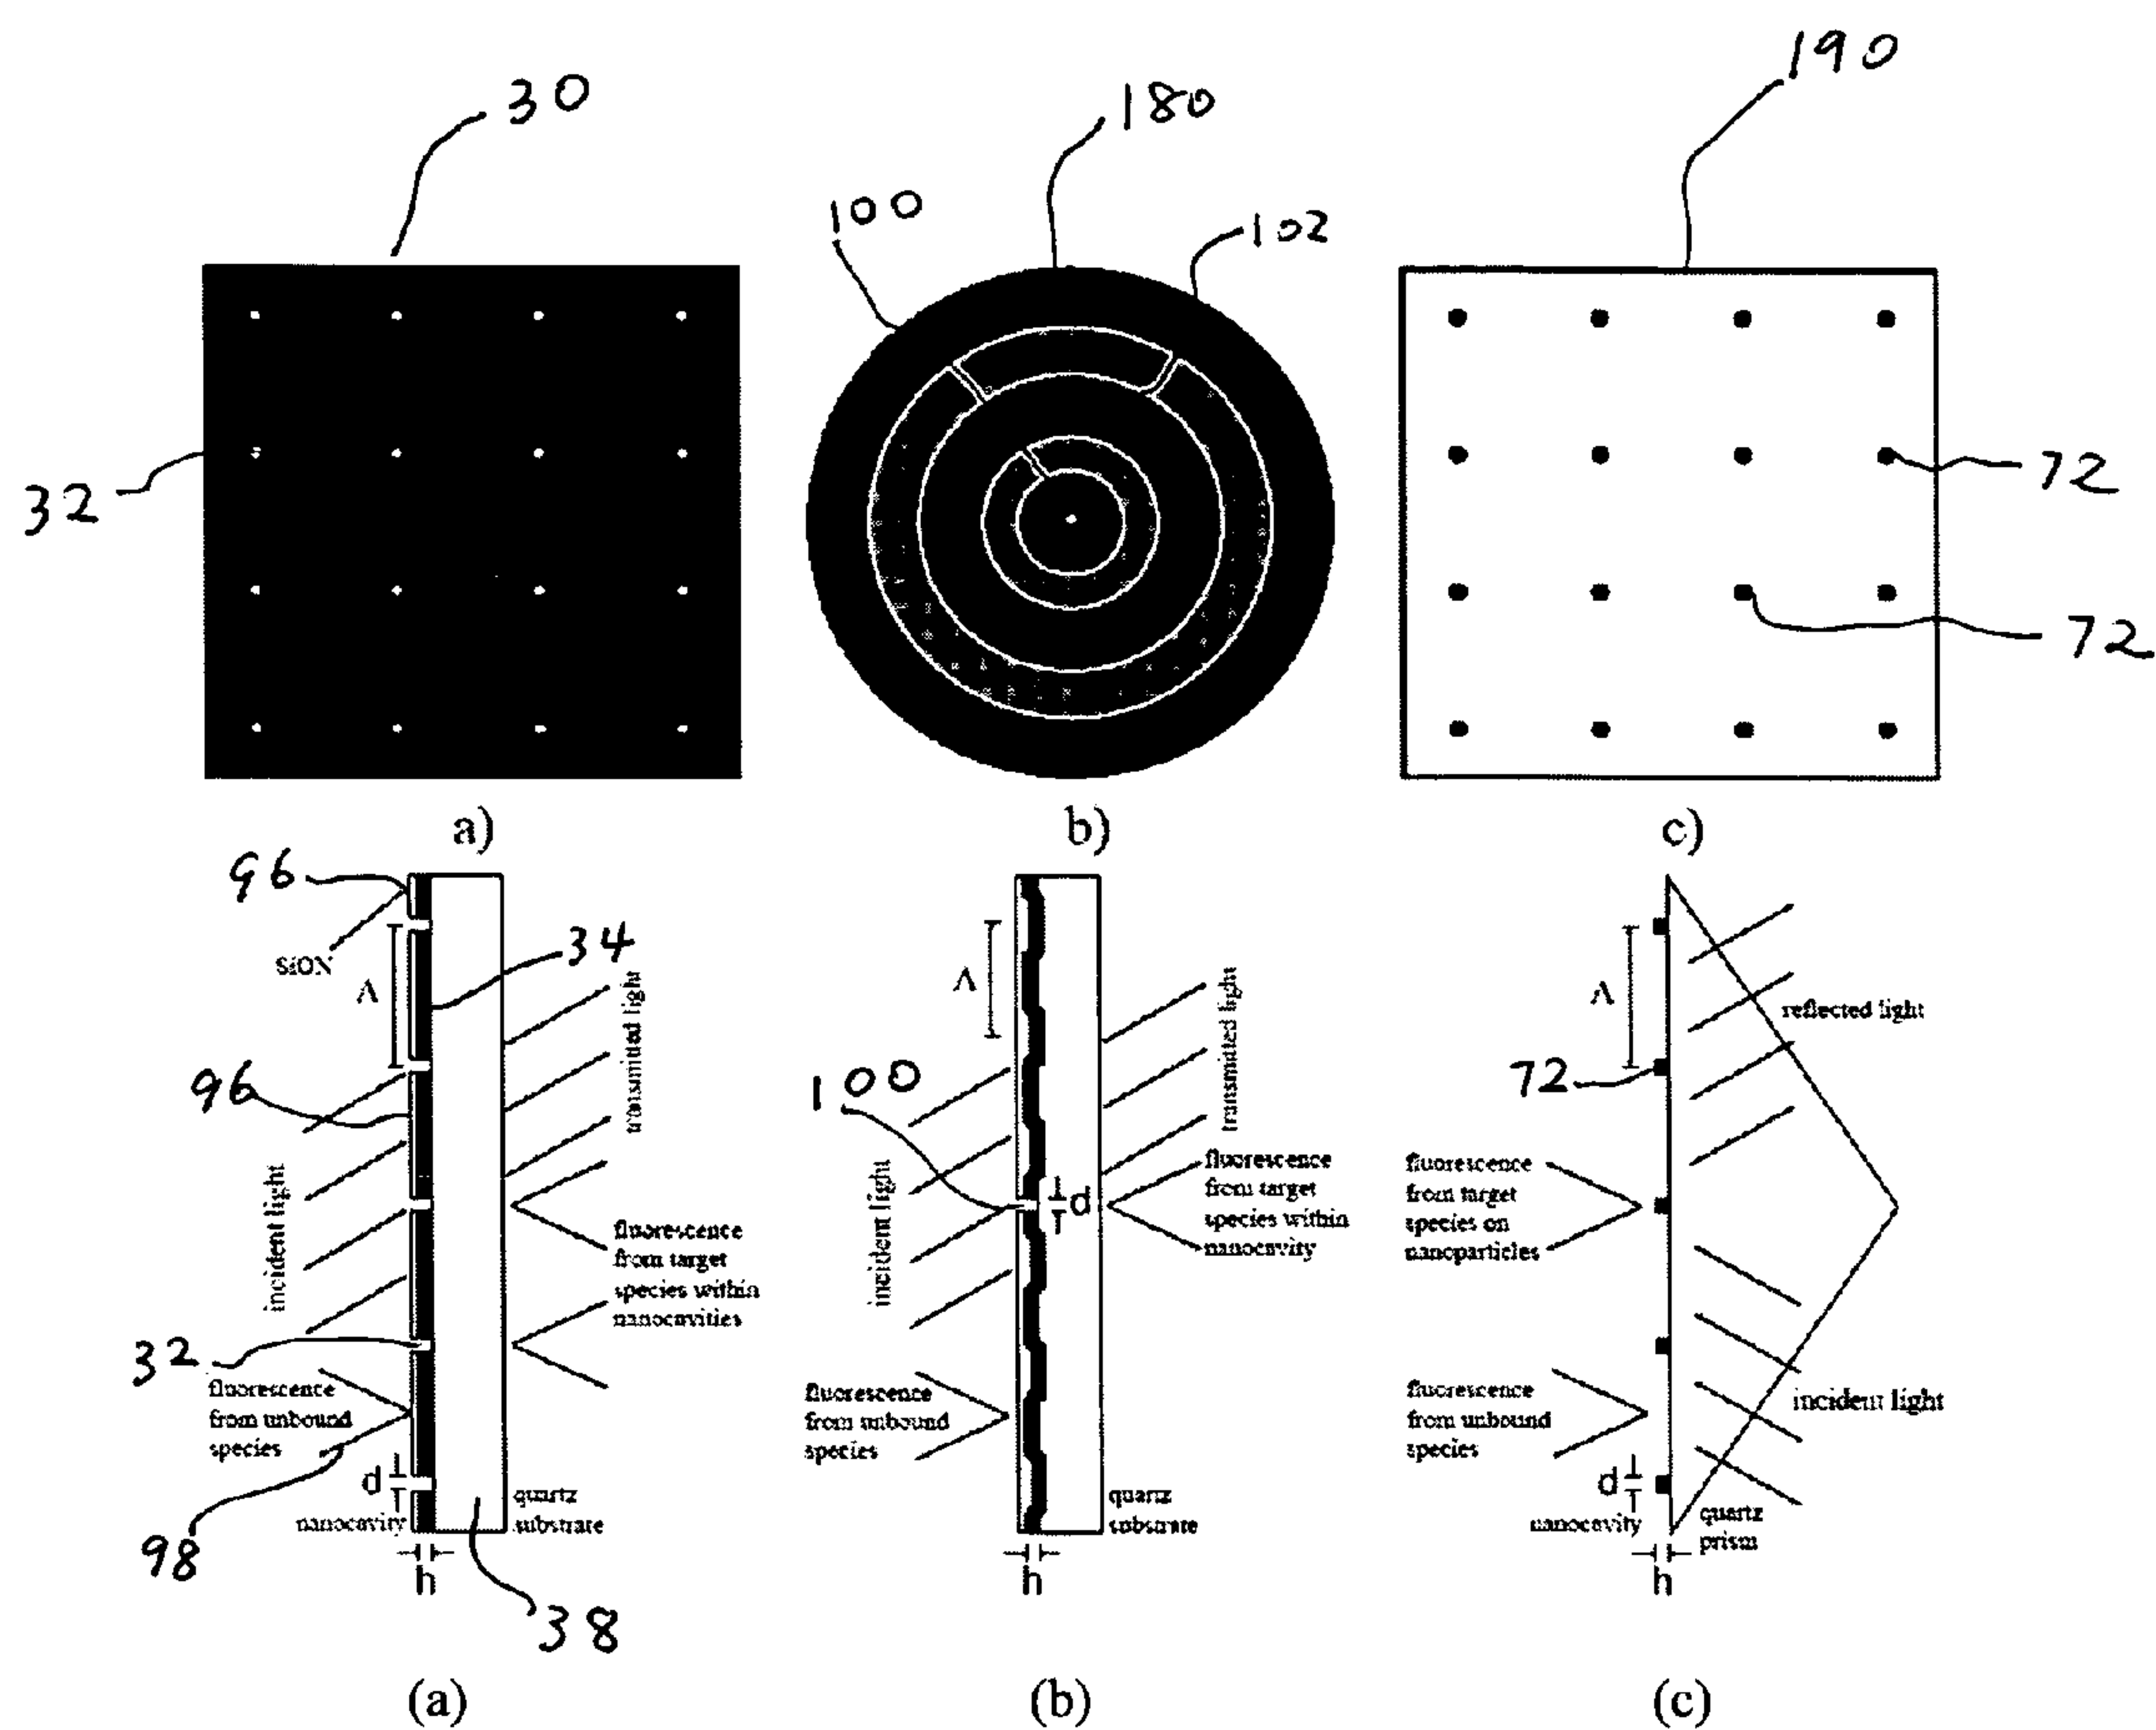 30
180
190
100
102
32
72
72
a)
b)
c)
96
SiON
34
Λ
transmitted light
96
incident light
fluorescence
from target
species within
nanocavities
32
fluorescence
from unbound
species
98
d
nanocavity
quartz
substrate
h
38
(a)
Λ
transmitted light
100
incident light
d
fluorescence
from target
species within
nanocavity
fluorescence
from unbound
species
quartz
substrate
h
(b)
Λ
reflected light
72
fluorescence
from target
species on
nanoparticles
incident light
fluorescence
from unbound
species
d
nanocavity
quartz
prism
h
(c)